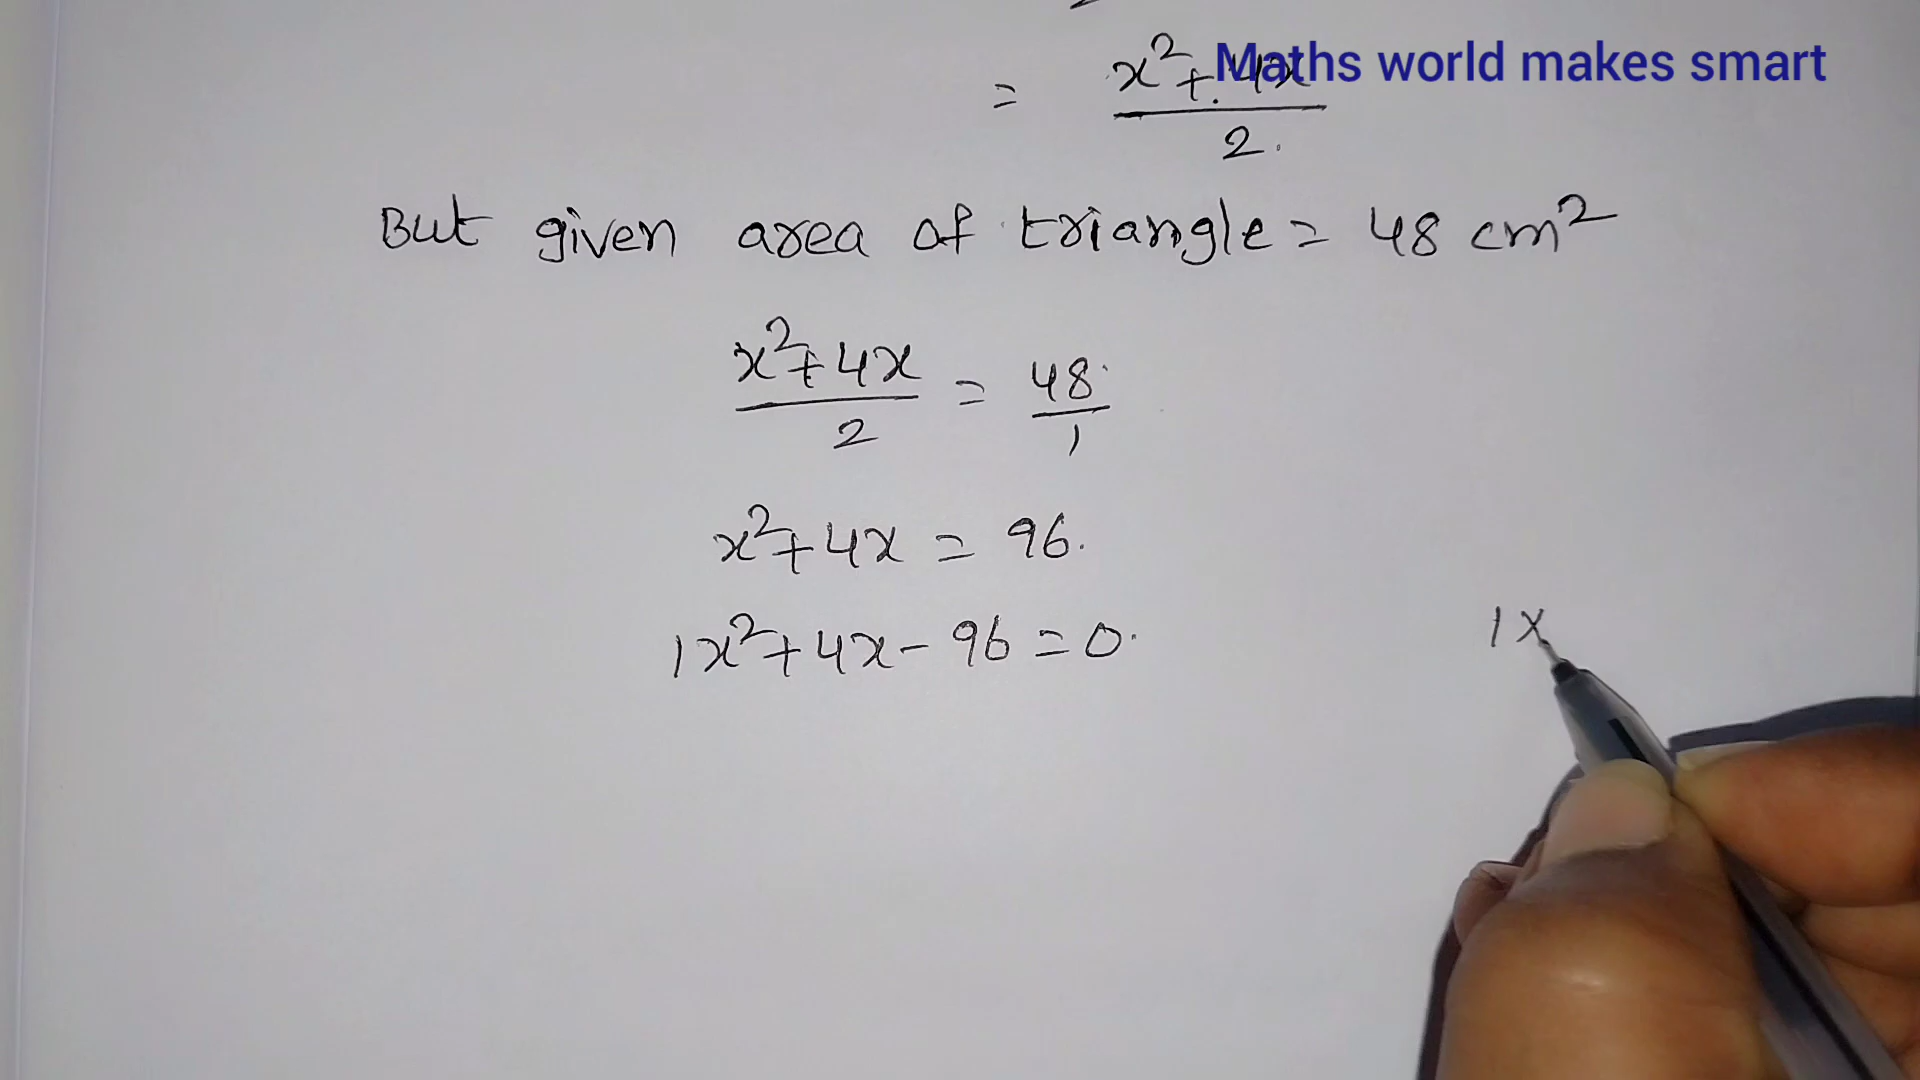 Maths world makes smart
= x²+4x/2.
But given area of triangle = 48 cm²
x²+4x/2 = 48/1
x²+4x = 96.
1x²+4x-96=0.
1×